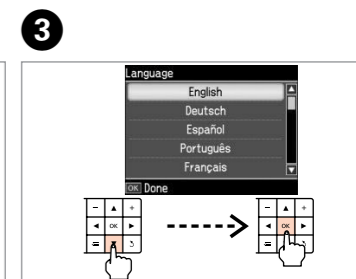 3
Language
English
Deutsch
Español
Português
Français
OK Done
- ▲ +
◄ OK ►
- ▲ +
◄ OK ►